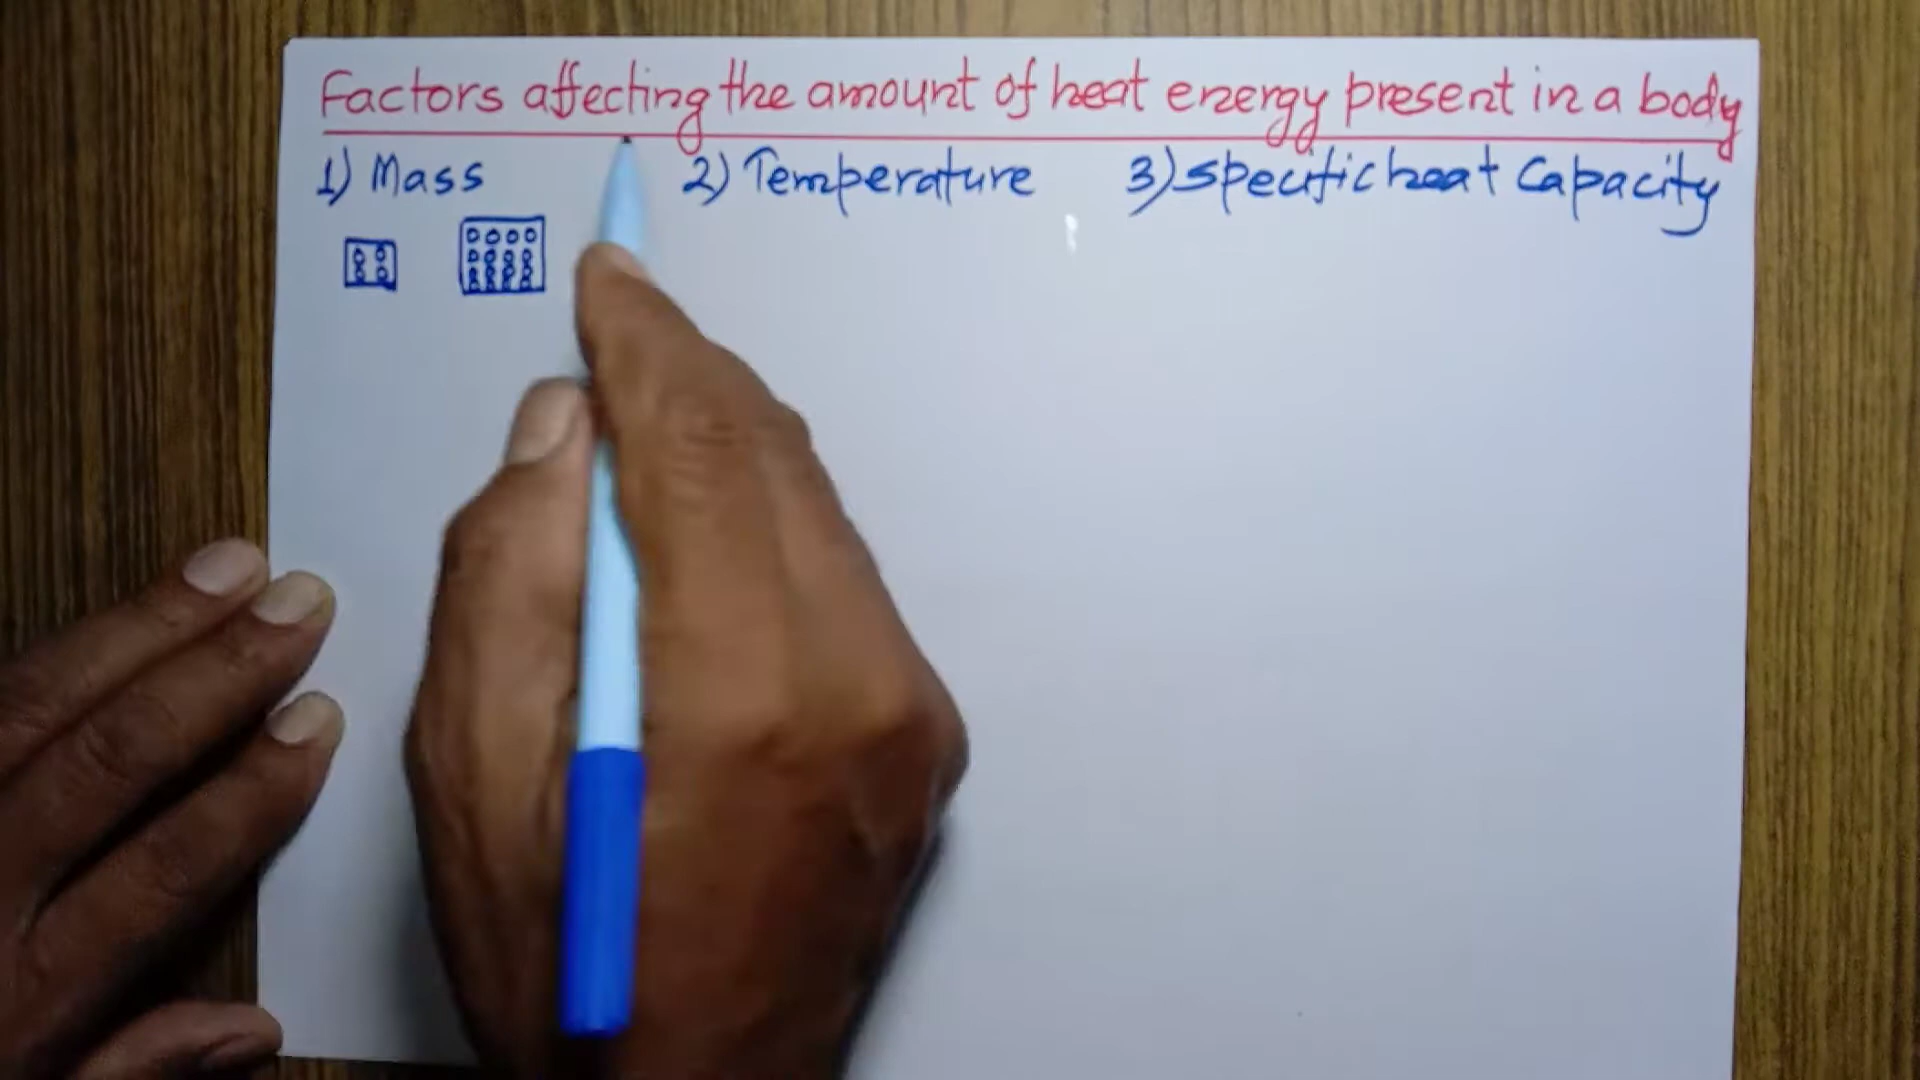 Factors affecting the amount of heat energy present in a body
1) Mass 2) Temperature 3) specific heat Capacity